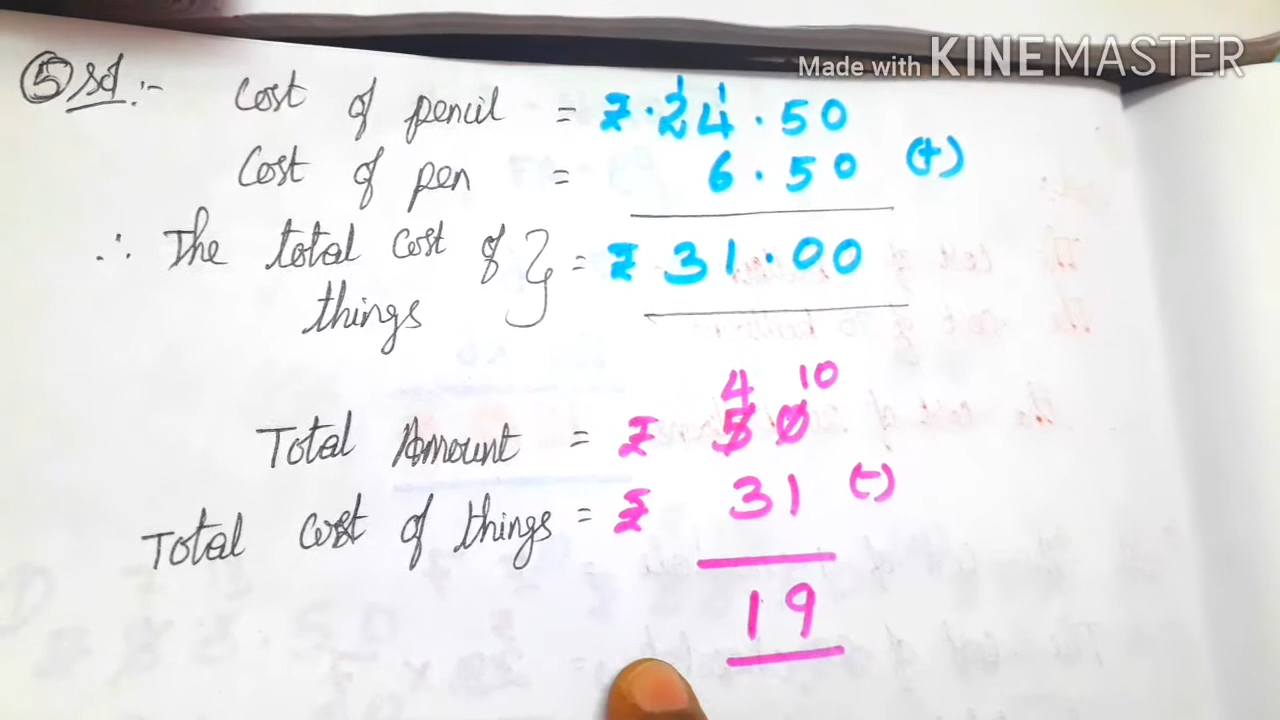 Made with KINEMASTER
⑤ Sol :- Cost of pencil = ₹. 24.50
Cost of pen = 6.50 (+)
∴ The total cost of } = ₹ 31.00
things
4 10
Total Amount = ₹ 50
Total cost of things = ₹ 31 (-)
19